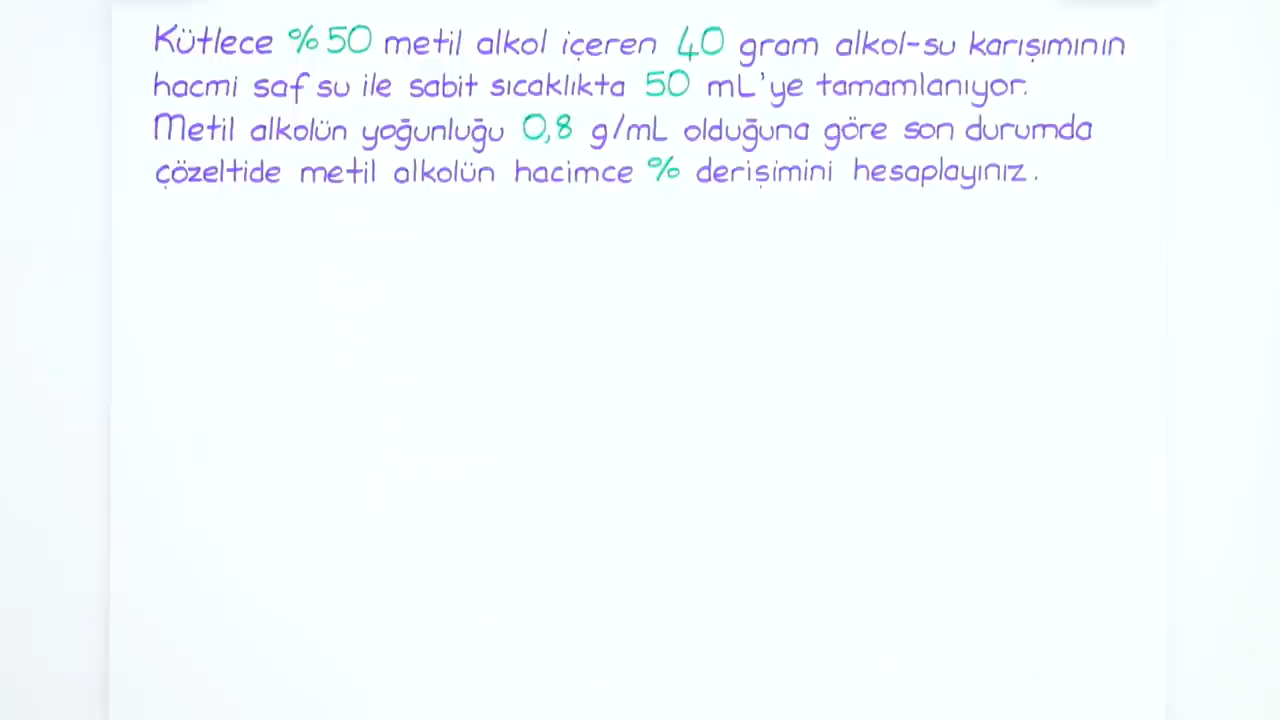 Kütlece %50 metil alkol içeren 40 gram alkol-su karışımının
hacmi saf su ile sabit sıcaklıkta 50 mL'ye tamamlanıyor.
Metil alkolün yoğunluğu 0,8 g/mL olduğuna göre son durumda
çözeltide metil alkolün hacimce % derişimini hesaplayınız.